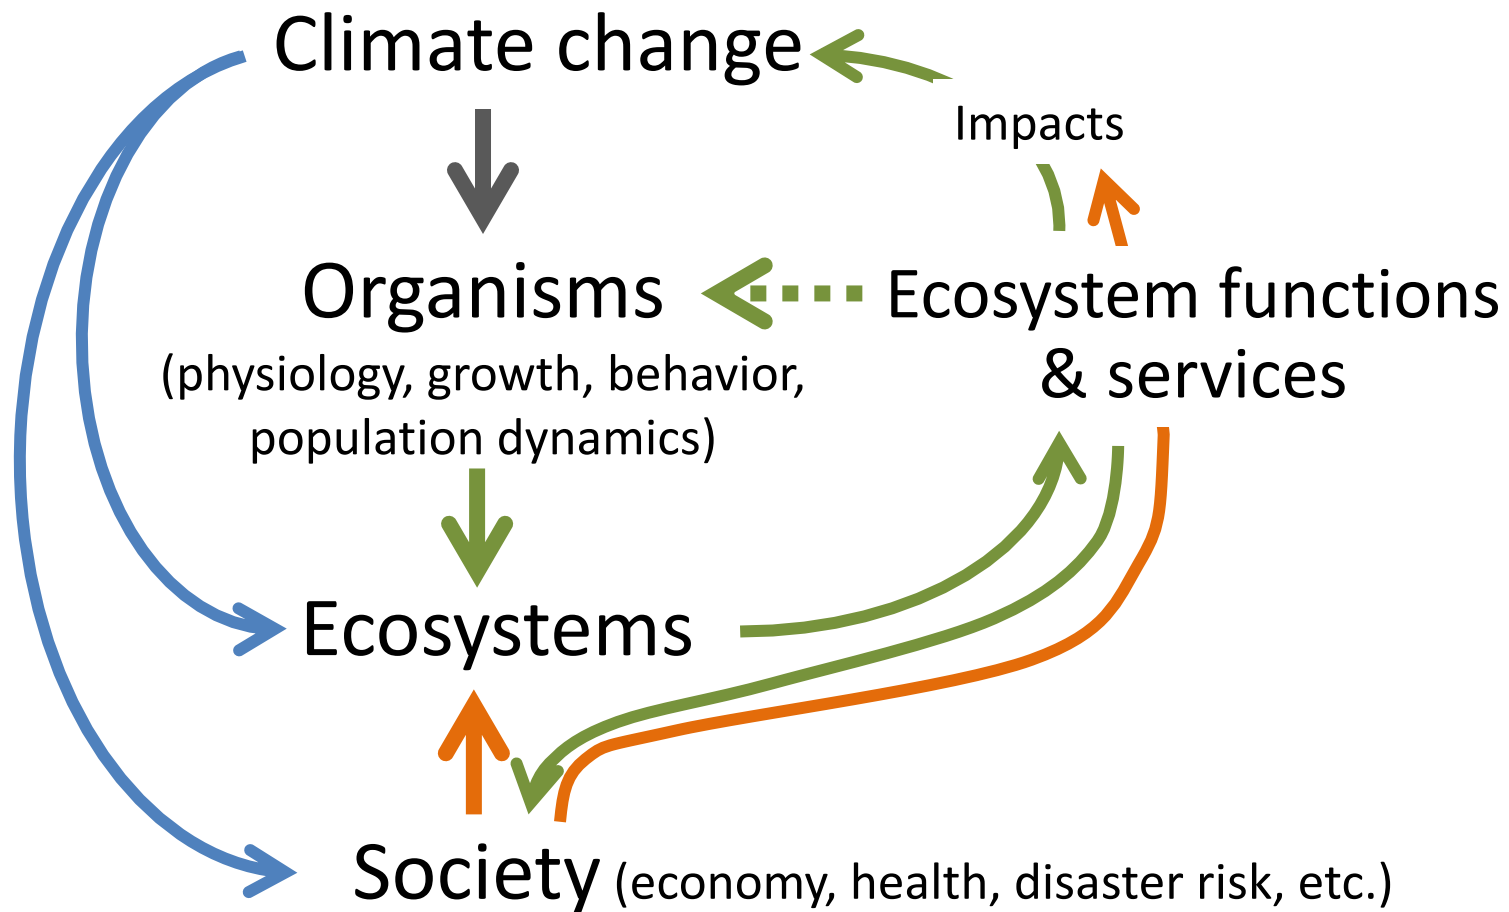 Climate change
Impacts
Organisms
(physiology, growth, behavior,
population dynamics)
Ecosystem functions
& services
Ecosystems
Society (economy, health, disaster risk, etc.)